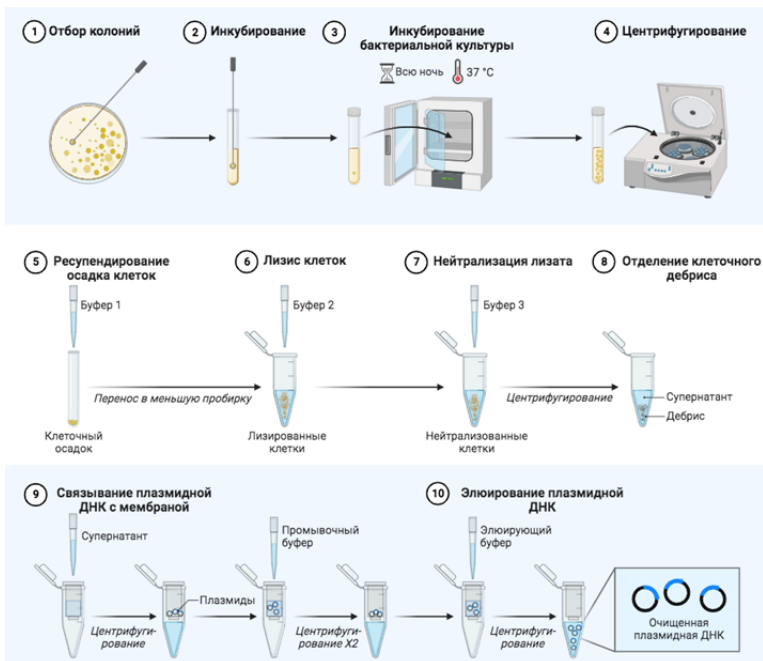 1 Отбор колоний
2 Инкубирование
3 Инкубирование
бактериальной культуры
Всю ночь
37 °C
4 Центрифугирование
5 Ресупендирование
осадка клеток
Буфер 1
Перенос в меньшую пробирку
Клеточный
осадок
6 Лизис клеток
Буфер 2
Лизированные
клетки
7 Нейтрализация лизата
Буфер 3
Центрифугирование
Нейтрализованные
клетки
8 Отделение клеточного
дебриса
Супернатант
Дебрис
9 Связывание плазмидной
ДНК с мембраной
Супернатант
Центрифуги-
рование
Плазмиды
Промывочный
буфер
Центрифуги-
рование X2
10 Элюирование плазмидной
ДНК
Элюирующий
буфер
Центрифуги-
рование
Очищенная
плазмидная ДНК